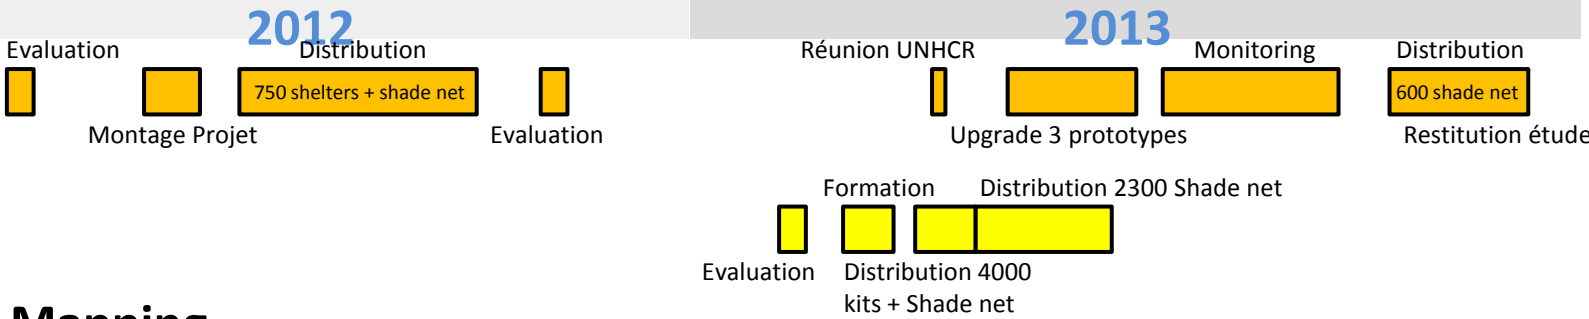 2012
2013
Evaluation
Distribution
Réunion UNHCR
Monitoring
Distribution
750 shelters + shade net
600 shade net
Montage Projet
Evaluation
Upgrade 3 prototypes
Restitution étude
Formation
Distribution 2300 Shade net
Evaluation
Distribution 4000
kits + Shade net